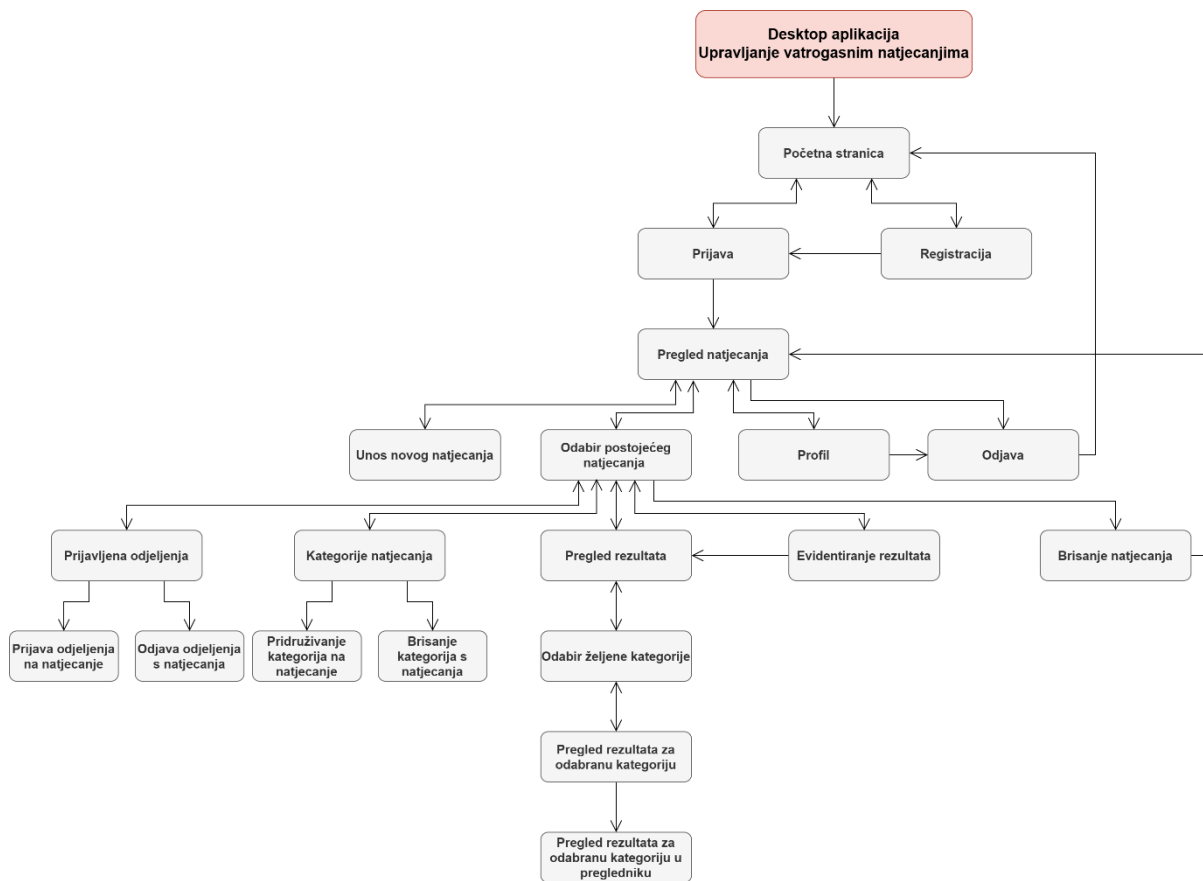 Desktop aplikacija
Upravljanje vatrogasnim natjecanjima
Početna stranica
Prijava
Registracija
Pregled natjecanja
Unos novog natjecanja
Odabir postojećeg
natjecanja
Profil
Odjava
Prijavljena odjeljenja
Kategorije natjecanja
Pregled rezultata
Evidentiranje rezultata
Brisanje natjecanja
Prijava odjeljenja
na natjecanje
Odjava odjeljenja
s natjecanja
Pridruživanje
kategorija na
natjecanje
Brisanje
kategorija s
natjecanja
Odabir željene kategorije
Pregled rezultata za
odabranu kategoriju
Pregled rezultata za
odabranu kategoriju u
pregledniku